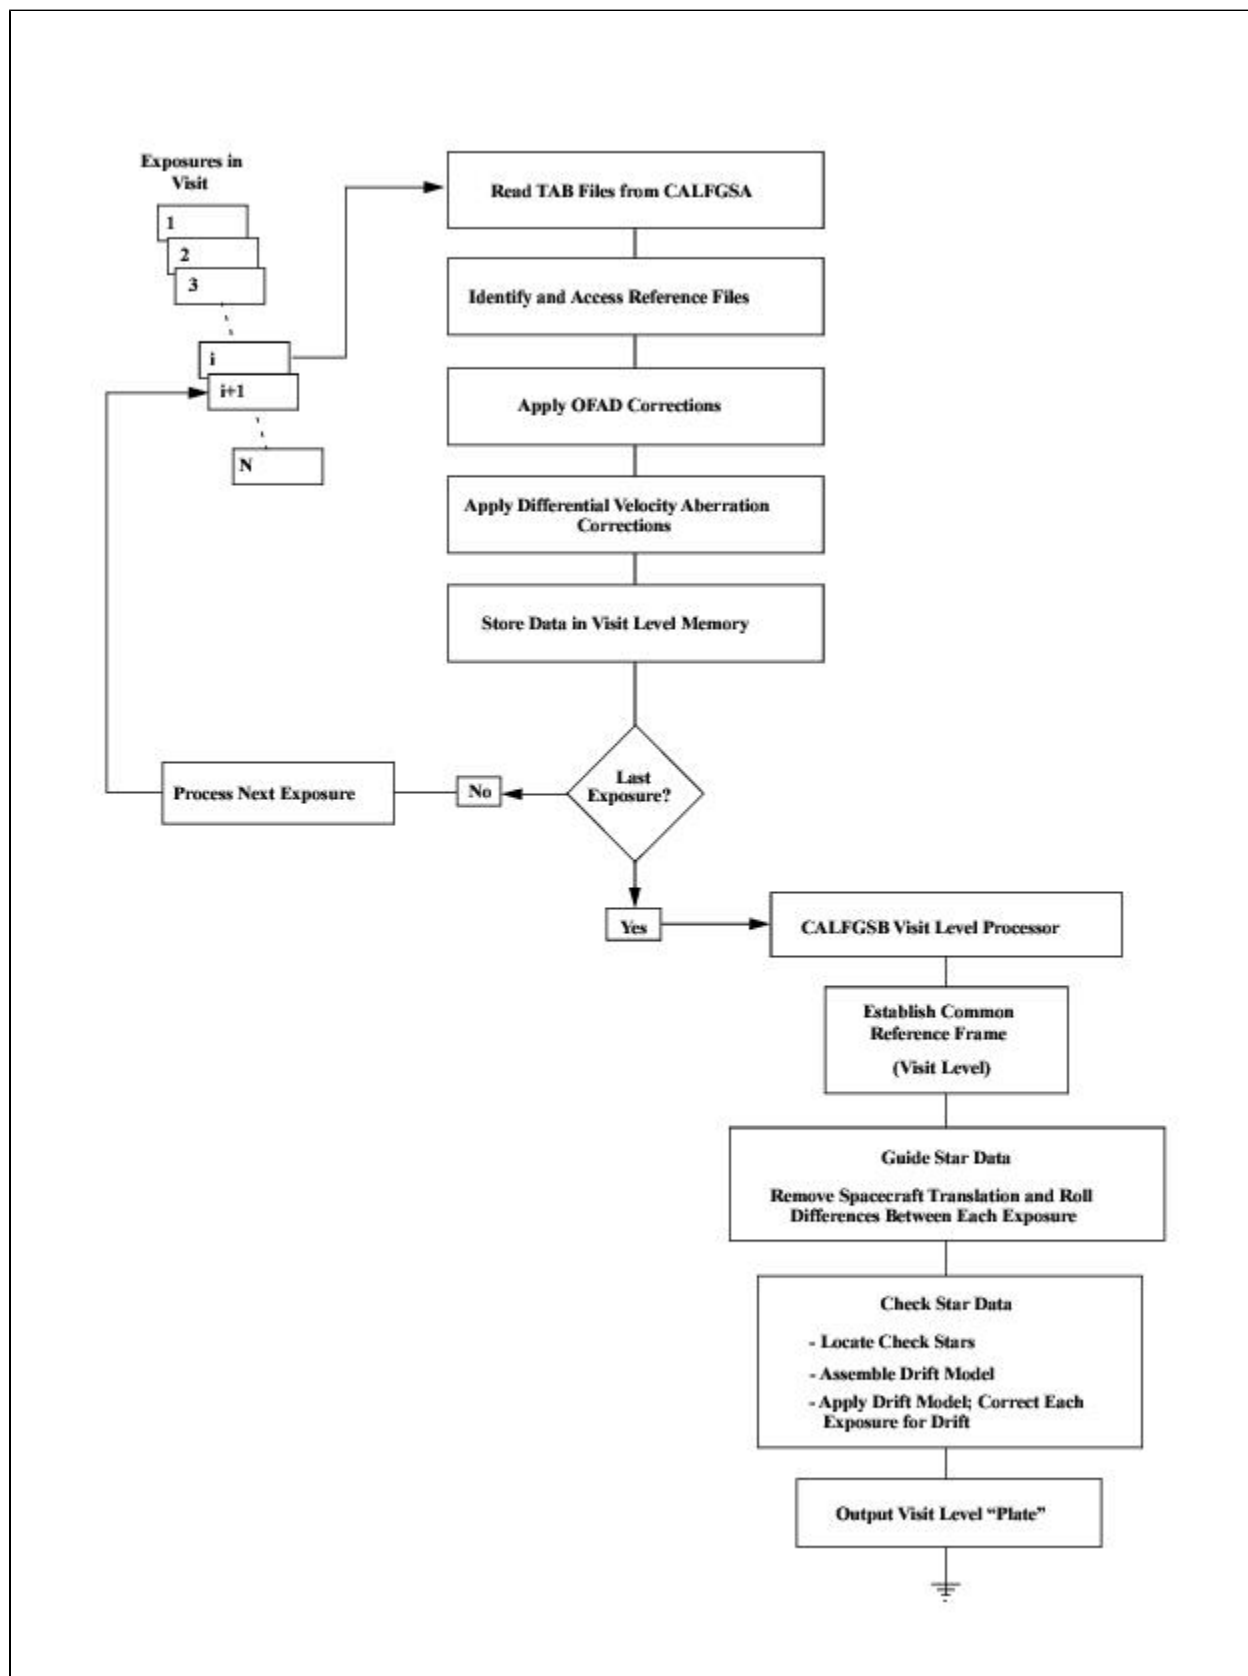 Exposures in
Visit
1
2
3
i
i+1
N
Read TAB Files from CALFGSA
Identify and Access Reference Files
Apply OFAD Corrections
Apply Differential Velocity Aberration
Corrections
Store Data in Visit Level Memory
Last
Exposure?
No
Process Next Exposure
Yes
CALFGSB Visit Level Processor
Establish Common
Reference Frame
(Visit Level)
Guide Star Data
Remove Spacecraft Translation and Roll
Differences Between Each Exposure
Check Star Data
- Locate Check Stars
- Assemble Drift Model
- Apply Drift Model; Correct Each
Exposure for Drift
Output Visit Level “Plate”